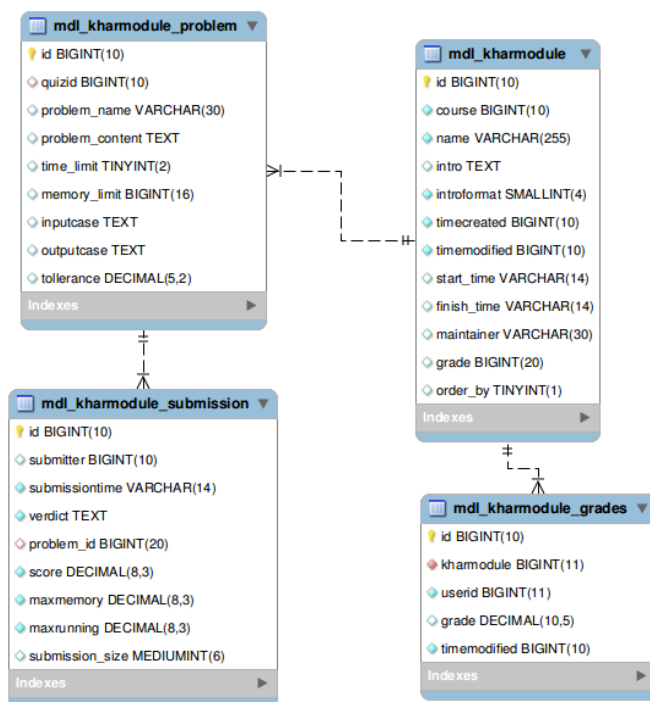 mdl_kharmodule_problem
id BIGINT(10)
quizid BIGINT(10)
problem_name VARCHAR(30)
problem_content TEXT
time_limit TINYINT(2)
memory_limit BIGINT(16)
inputcase TEXT
outputcase TEXT
tollerance DECIMAL(5,2)
Indexes
mdl_kharmodule
id BIGINT(10)
course BIGINT(10)
name VARCHAR(255)
intro TEXT
introformat SMALLINT(4)
timecreated BIGINT(10)
timemodified BIGINT(10)
start_time VARCHAR(14)
finish_time VARCHAR(14)
maintainer VARCHAR(30)
grade BIGINT(20)
order_by TINYINT(1)
Indexes
mdl_kharmodule_submission
id BIGINT(10)
submitter BIGINT(10)
submissiontime VARCHAR(14)
verdict TEXT
problem_id BIGINT(20)
score DECIMAL(8,3)
maxmemory DECIMAL(8,3)
maxrunning DECIMAL(8,3)
submission_size MEDIUMINT(6)
Indexes
mdl_kharmodule_grades
id BIGINT(10)
kharmodule BIGINT(11)
userid BIGINT(11)
grade DECIMAL(10,5)
timemodified BIGINT(10)
Indexes